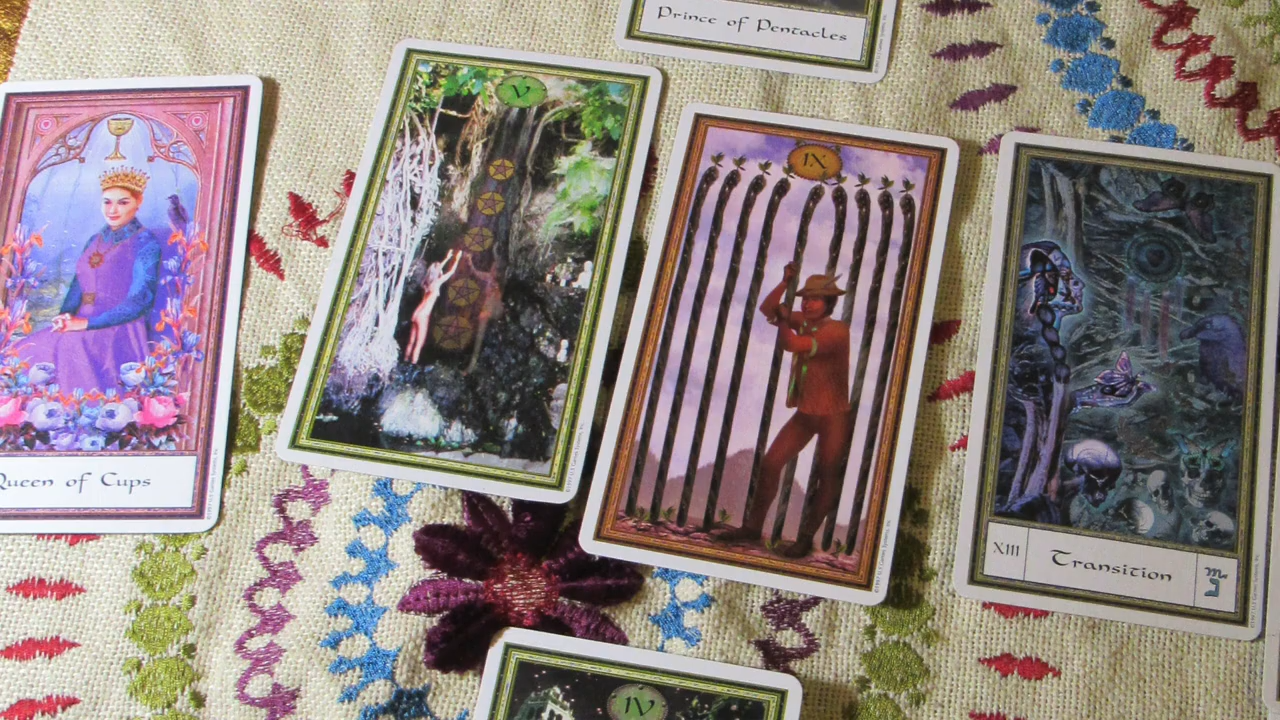 Prince of Pentacles
V
IX
Queen of Cups
XIII Transition
IV